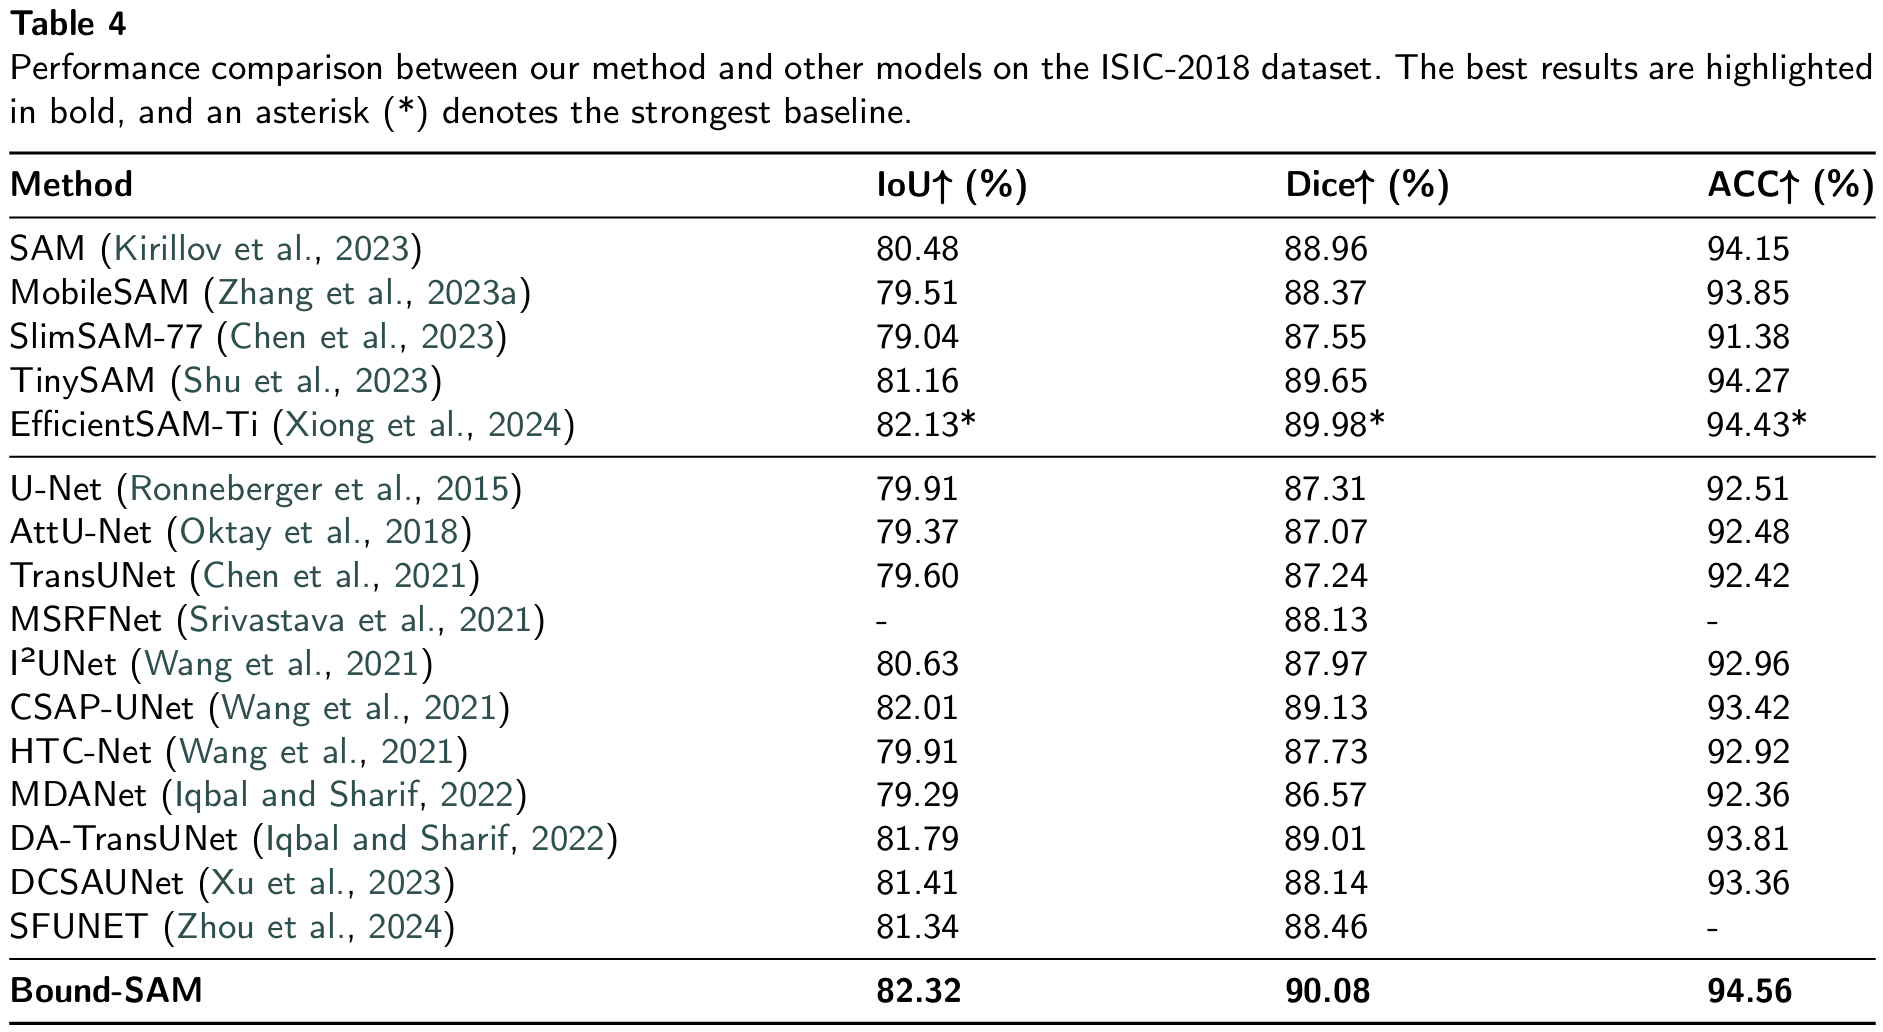 Table 4
Performance comparison between our method and other models on the ISIC-2018 dataset. The best results are highlighted
in bold, and an asterisk (*) denotes the strongest baseline.
Method IoU↑ (%) Dice↑ (%) ACC↑ (%)
SAM (Kirillov et al., 2023) 80.48 88.96 94.15
MobileSAM (Zhang et al., 2023a) 79.51 88.37 93.85
SlimSAM-77 (Chen et al., 2023) 79.04 87.55 91.38
TinySAM (Shu et al., 2023) 81.16 89.65 94.27
EfficientSAM-Ti (Xiong et al., 2024) 82.13* 89.98* 94.43*
U-Net (Ronneberger et al., 2015) 79.91 87.31 92.51
AttU-Net (Oktay et al., 2018) 79.37 87.07 92.48
TransUNet (Chen et al., 2021) 79.60 87.24 92.42
MSRFNet (Srivastava et al., 2021) - 88.13 -
I²UNet (Wang et al., 2021) 80.63 87.97 92.96
CSAP-UNet (Wang et al., 2021) 82.01 89.13 93.42
HTC-Net (Wang et al., 2021) 79.91 87.73 92.92
MDANet (Iqbal and Sharif, 2022) 79.29 86.57 92.36
DA-TransUNet (Iqbal and Sharif, 2022) 81.79 89.01 93.81
DCSAUNet (Xu et al., 2023) 81.41 88.14 93.36
SFUNET (Zhou et al., 2024) 81.34 88.46 -
Bound-SAM 82.32 90.08 94.56